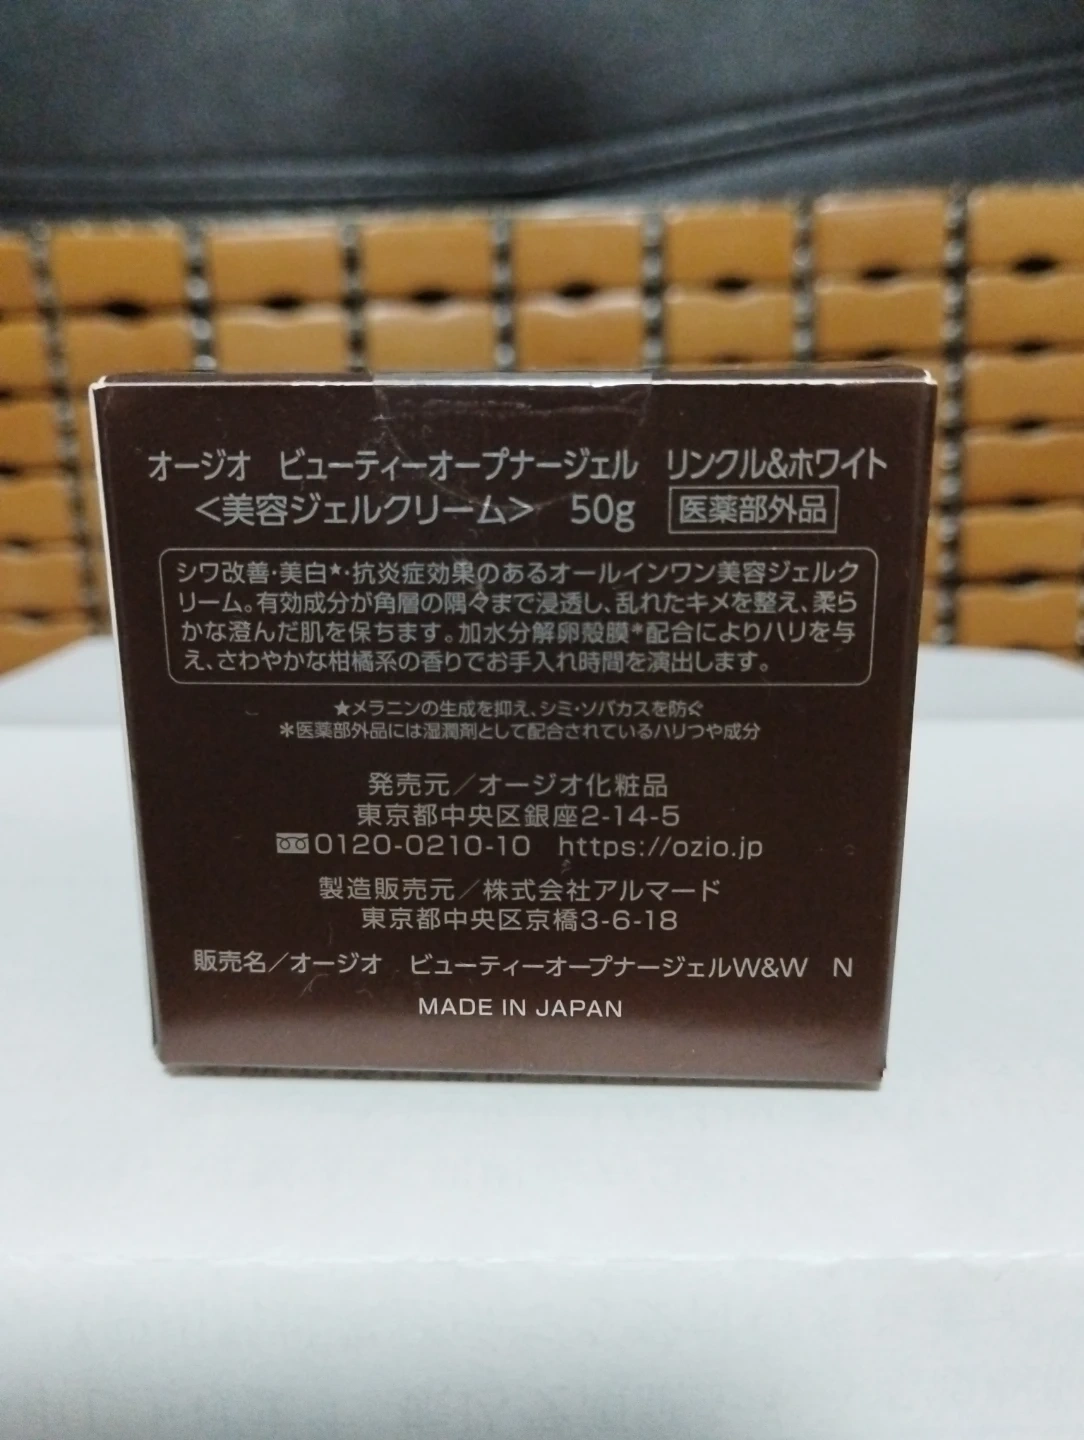 オージオ　ビューティーオープナージェル　リンクル&ホワイト
<美容ジェルクリーム>　50g　医薬部外品
シワ改善・美白★・抗炎症効果のあるオールインワン美容ジェルク
リーム。有効成分が角層の隅々まで浸透し、乱れたキメを整え、柔ら
かな澄んだ肌を保ちます。加水分解卵殻膜*配合によりハリを与
え、さわやかな柑橘系の香りでお手入れ時間を演出します。
★メラニンの生成を抑え、シミ・ソバカスを防ぐ
*医薬部外品には湿潤剤として配合されているハリつや成分
発売元／オージオ化粧品
東京都中央区銀座2-14-5
0120-0210-10　https://ozio.jp
製造販売元／株式会社アルマード
東京都中央区京橋3-6-18
販売名／オージオ　ビューティーオープナージェルW&W　N
MADE IN JAPAN